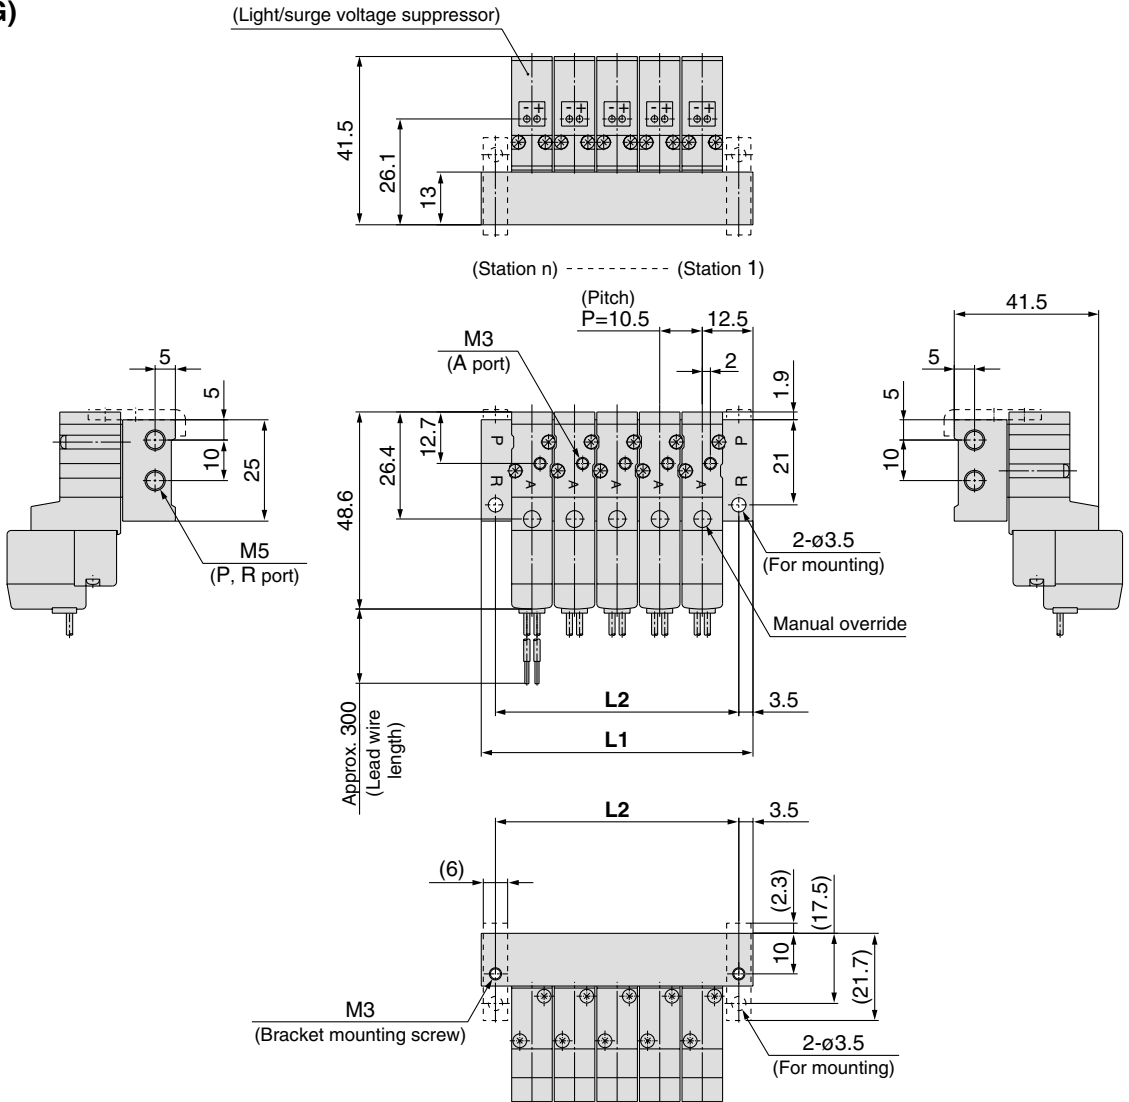 G)
(Light/surge voltage suppressor)
41.5
26.1
13
- +
- +
- +
- +
- +
(Station n) (Station 1)
(Pitch)
P=10.5
12.5
2
1.9
M3
(A port)
12.7
26.4
48.6
21
P
R
P
R
A
A
A
A
A
2-ø3.5
(For mounting)
Manual override
Approx. 300
(Lead wire
length)
L2
3.5
L1
5
5
10
25
M5
(P, R port)
41.5
5
5
10
L2
3.5
(6)
(2.3)
(17.5)
10
(21.7)
M3
(Bracket mounting screw)
2-ø3.5
(For mounting)